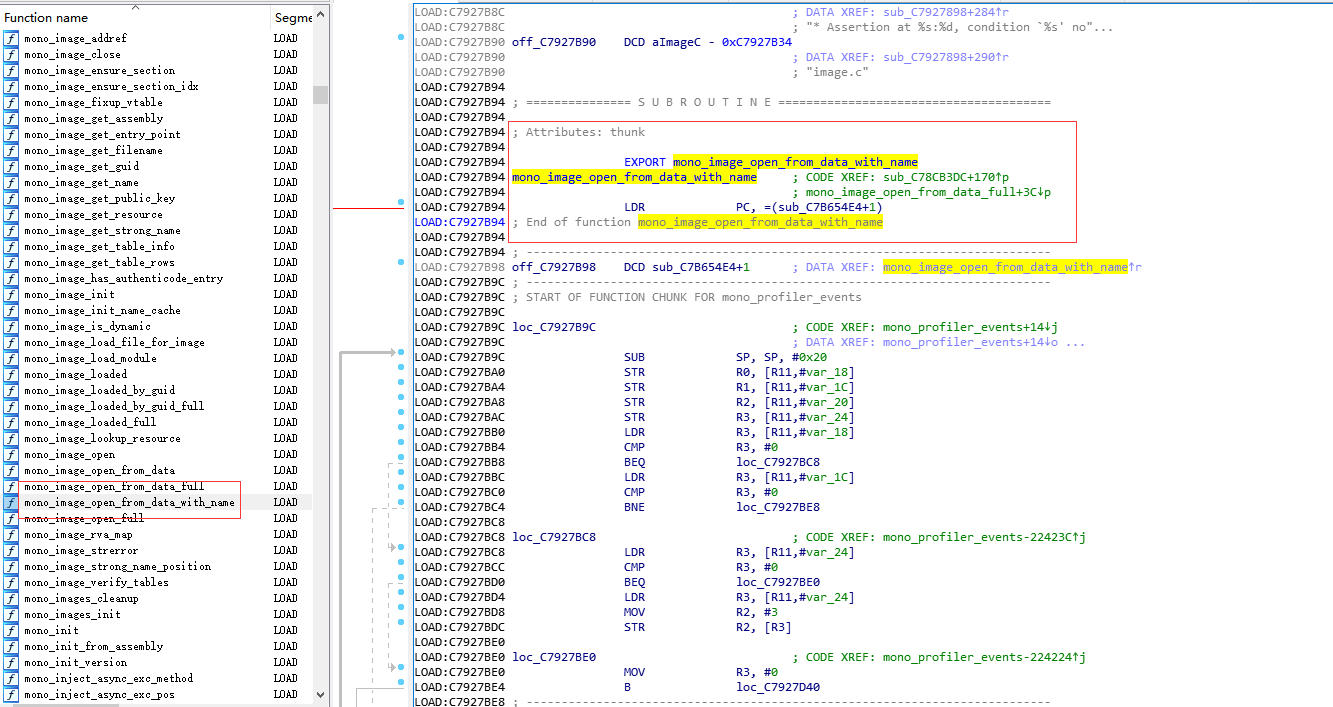 Function name Segme
mono_image_addref LOAD
mono_image_close LOAD
mono_image_ensure_section LOAD
mono_image_ensure_section_idx LOAD
mono_image_fixup_vtable LOAD
mono_image_get_assembly LOAD
mono_image_get_entry_point LOAD
mono_image_get_filename LOAD
mono_image_get_guid LOAD
mono_image_get_name LOAD
mono_image_get_public_key LOAD
mono_image_get_resource LOAD
mono_image_get_strong_name LOAD
mono_image_get_table_info LOAD
mono_image_get_table_rows LOAD
mono_image_has_authenticode_entry LOAD
mono_image_init LOAD
mono_image_init_name_cache LOAD
mono_image_is_dynamic LOAD
mono_image_load_file_for_image LOAD
mono_image_load_module LOAD
mono_image_loaded LOAD
mono_image_loaded_by_guid LOAD
mono_image_loaded_by_guid_full LOAD
mono_image_loaded_full LOAD
mono_image_lookup_resource LOAD
mono_image_open LOAD
mono_image_open_from_data LOAD
mono_image_open_from_data_full LOAD
mono_image_open_from_data_with_name LOAD
mono_image_open_full LOAD
mono_image_rva_map LOAD
mono_image_strerror LOAD
mono_image_strong_name_position LOAD
mono_image_verify_tables LOAD
mono_images_cleanup LOAD
mono_images_init LOAD
mono_init LOAD
mono_init_from_assembly LOAD
mono_init_version LOAD
mono_inject_async_exc_method LOAD
mono_inject_async_exc_pos LOAD
LOAD:C7927B8C ; DATA XREF: sub_C7927898+284↑r
LOAD:C7927B8C ; "* Assertion at %s:%d, condition `%s' no"...
LOAD:C7927B90 off_C7927B90 DCD aImageC - 0xC7927B34
LOAD:C7927B90 ; DATA XREF: sub_C7927898+290↑r
LOAD:C7927B90 ; "image.c"
LOAD:C7927B94
LOAD:C7927B94 ; =============== S U B R O U T I N E =====================================
LOAD:C7927B94
LOAD:C7927B94 ; Attributes: thunk
LOAD:C7927B94
LOAD:C7927B94 EXPORT mono_image_open_from_data_with_name
LOAD:C7927B94 mono_image_open_from_data_with_name ; CODE XREF: sub_C78CB3DC+170↑p
LOAD:C7927B94 ; mono_image_open_from_data_full+3C↓p
LOAD:C7927B94 LDR PC, =(sub_C7B654E4+1)
LOAD:C7927B94 ; End of function mono_image_open_from_data_with_name
LOAD:C7927B94
LOAD:C7927B94 ; ---------------------------------------------------------------------------
LOAD:C7927B98 off_C7927B98 DCD sub_C7B654E4+1 ; DATA XREF: mono_image_open_from_data_with_name↑r
LOAD:C7927B9C ; ---------------------------------------------------------------------------
LOAD:C7927B9C ; START OF FUNCTION CHUNK FOR mono_profiler_events
LOAD:C7927B9C
LOAD:C7927B9C loc_C7927B9C ; CODE XREF: mono_profiler_events+14↓j
LOAD:C7927B9C ; DATA XREF: mono_profiler_events+14↓o ...
LOAD:C7927B9C SUB SP, SP, #0x20
LOAD:C7927BA0 STR R0, [R11,#var_18]
LOAD:C7927BA4 STR R1, [R11,#var_1C]
LOAD:C7927BA8 STR R2, [R11,#var_20]
LOAD:C7927BAC STR R3, [R11,#var_24]
LOAD:C7927BB0 LDR R3, [R11,#var_18]
LOAD:C7927BB4 CMP R3, #0
LOAD:C7927BB8 BEQ loc_C7927BC8
LOAD:C7927BBC LDR R3, [R11,#var_1C]
LOAD:C7927BC0 CMP R3, #0
LOAD:C7927BC4 BNE loc_C7927BE8
LOAD:C7927BC8
LOAD:C7927BC8 loc_C7927BC8 ; CODE XREF: mono_profiler_events-22423C↑j
LOAD:C7927BC8 LDR R3, [R11,#var_24]
LOAD:C7927BCC CMP R3, #0
LOAD:C7927BD0 BEQ loc_C7927BE0
LOAD:C7927BD4 LDR R3, [R11,#var_24]
LOAD:C7927BD8 MOV R2, #3
LOAD:C7927BDC STR R2, [R3]
LOAD:C7927BE0
LOAD:C7927BE0 loc_C7927BE0 ; CODE XREF: mono_profiler_events-224224↑j
LOAD:C7927BE0 MOV R3, #0
LOAD:C7927BE4 B loc_C7927D40
LOAD:C7927BE8 ; ---------------------------------------------------------------------------